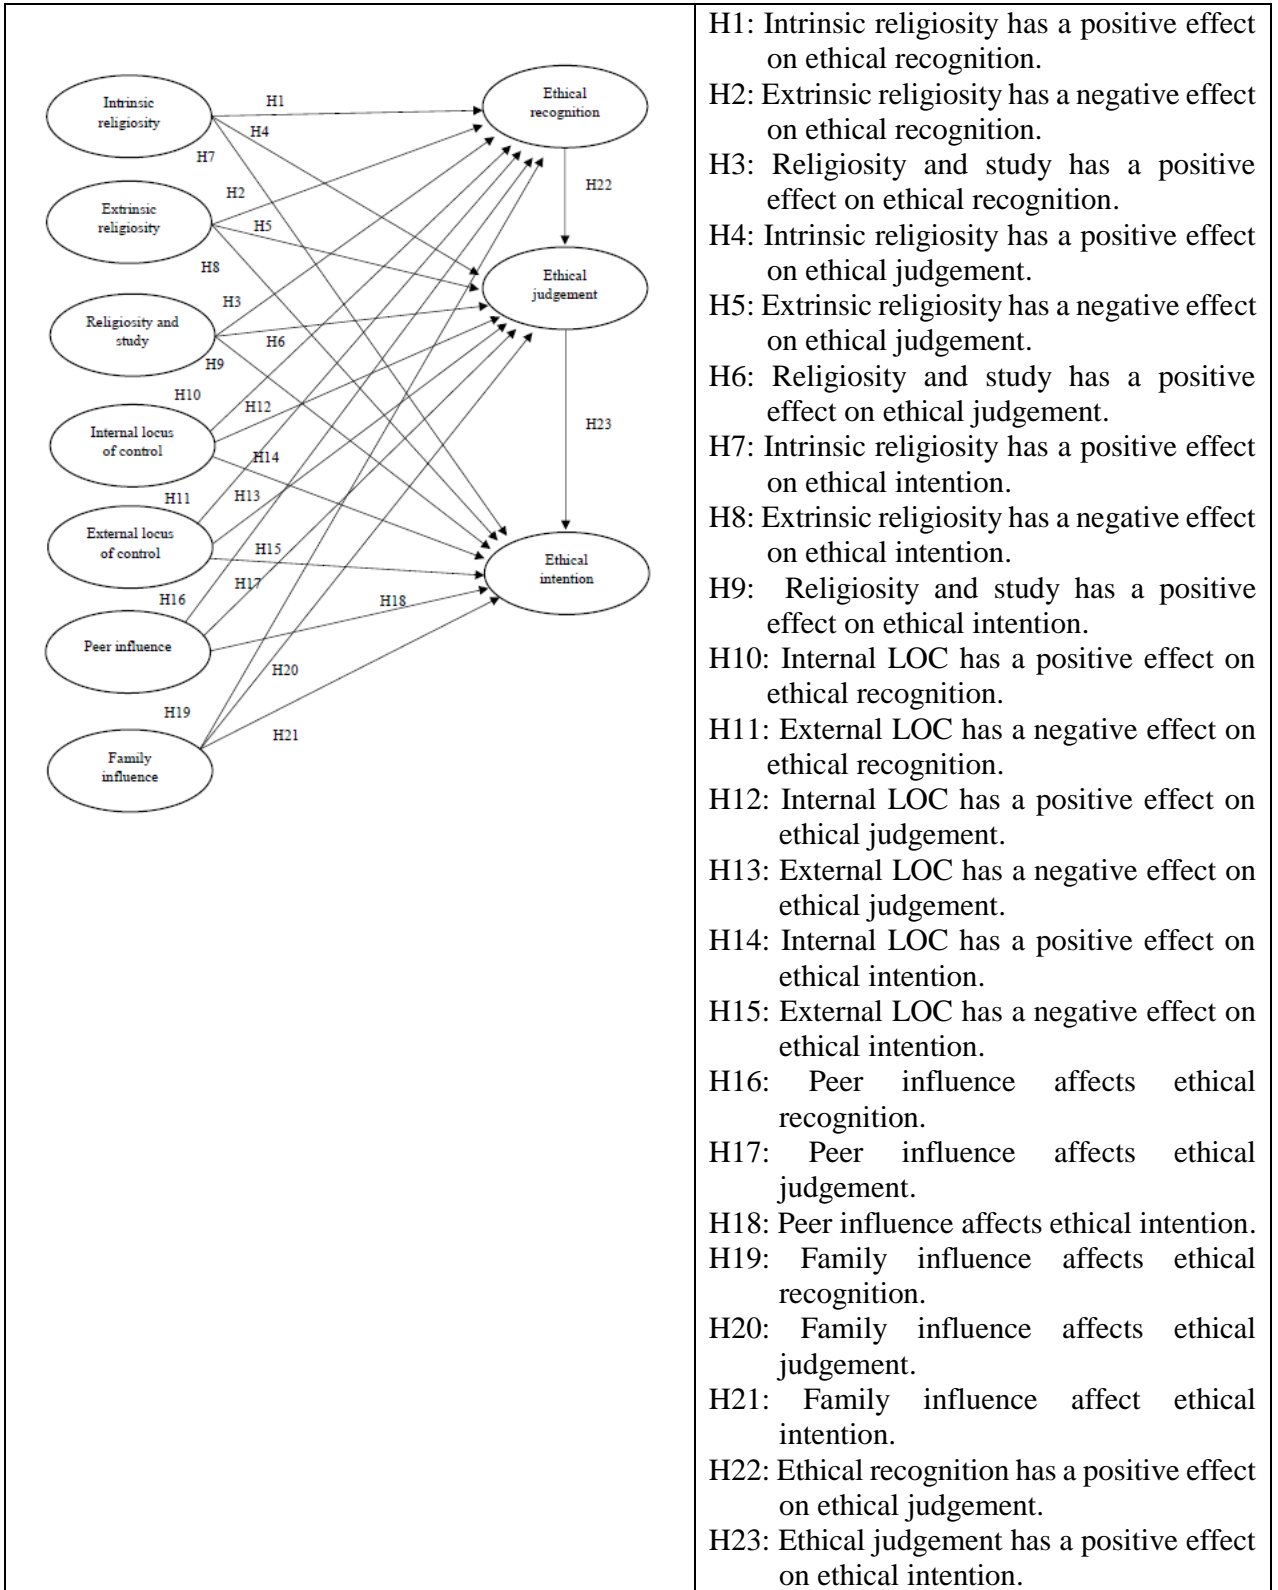 Intrinsic
religiosity
Extrinsic
religiosity
Religiosity and
study
Internal locus
of control
External locus
of control
Peer influence
Family
influence
Ethical
recognition
Ethical
judgement
Ethical
intention
H1
H4
H7
H2
H5
H8
H3
H6
H9
H10
H12
H14
H11
H13
H15
H16
H17
H18
H19
H20
H21
H22
H23
H1: Intrinsic religiosity has a positive effect
on ethical recognition.
H2: Extrinsic religiosity has a negative effect
on ethical recognition.
H3: Religiosity and study has a positive
effect on ethical recognition.
H4: Intrinsic religiosity has a positive effect
on ethical judgement.
H5: Extrinsic religiosity has a negative effect
on ethical judgement.
H6: Religiosity and study has a positive
effect on ethical judgement.
H7: Intrinsic religiosity has a positive effect
on ethical intention.
H8: Extrinsic religiosity has a negative effect
on ethical intention.
H9: Religiosity and study has a positive
effect on ethical intention.
H10: Internal LOC has a positive effect on
ethical recognition.
H11: External LOC has a negative effect on
ethical recognition.
H12: Internal LOC has a positive effect on
ethical judgement.
H13: External LOC has a negative effect on
ethical judgement.
H14: Internal LOC has a positive effect on
ethical intention.
H15: External LOC has a negative effect on
ethical intention.
H16: Peer influence affects ethical
recognition.
H17: Peer influence affects ethical
judgement.
H18: Peer influence affects ethical intention.
H19: Family influence affects ethical
recognition.
H20: Family influence affects ethical
judgement.
H21: Family influence affect ethical
intention.
H22: Ethical recognition has a positive effect
on ethical judgement.
H23: Ethical judgement has a positive effect
on ethical intention.